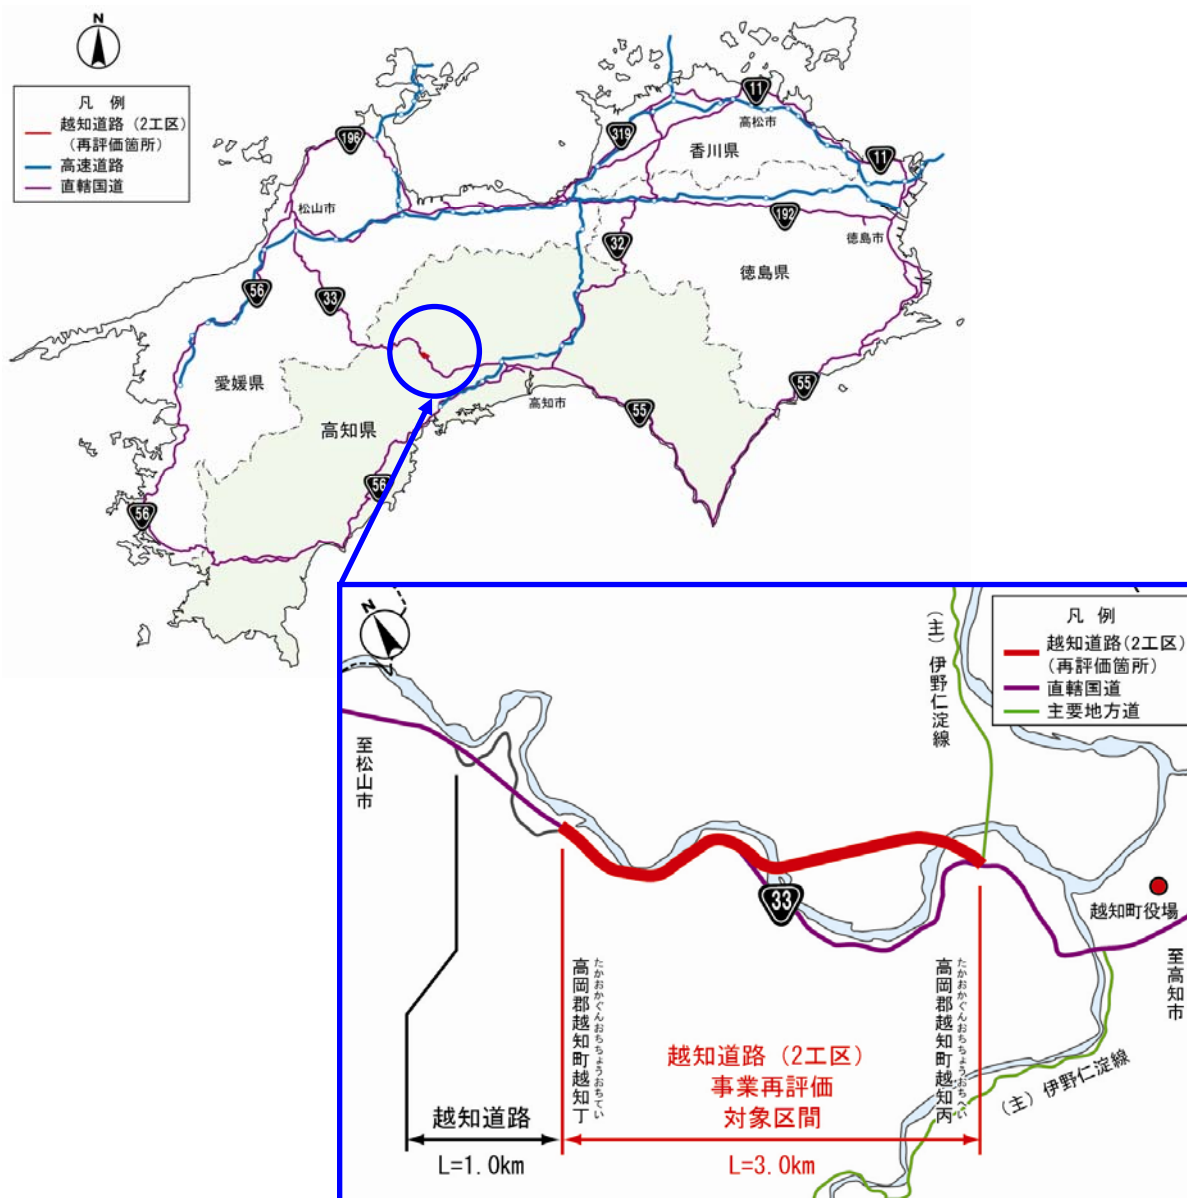 N
凡 例
越知道路（2工区）
（再評価箇所）
高速道路
直轄国道
196
319
11
高松市
香川県
11
松山市
192
徳島市
32
徳島県
56
33
愛媛県
高知市
55
55
高知県
56
56
N
凡 例
越知道路(2工区)
(再評価箇所)
直轄国道
主要地方道
（主）伊野仁淀線
至松山市
33
越知町役場
至高知市
高岡郡越知町越知丁
たかおかぐんおちちょうおちてい
高岡郡越知町越知丙
たかおかぐんおちちょうおちへい
越知道路（2工区）
事業再評価
対象区間
（主）伊野仁淀線
越知道路
L=1.0km
L=3.0km